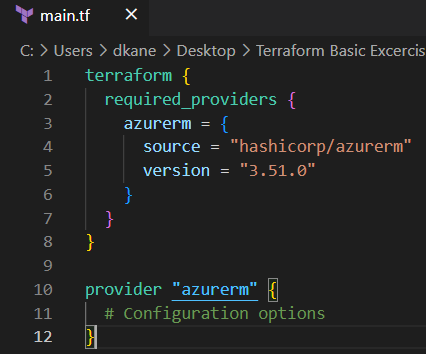 main.tf
C: > Users > dkane > Desktop > Terraform Basic Excercis
1 terraform {
2   required_providers {
3     azurerm = {
4       source = "hashicorp/azurerm"
5       version = "3.51.0"
6     }
7   }
8 }
9
10 provider "azurerm" {
11   # Configuration options
12 }